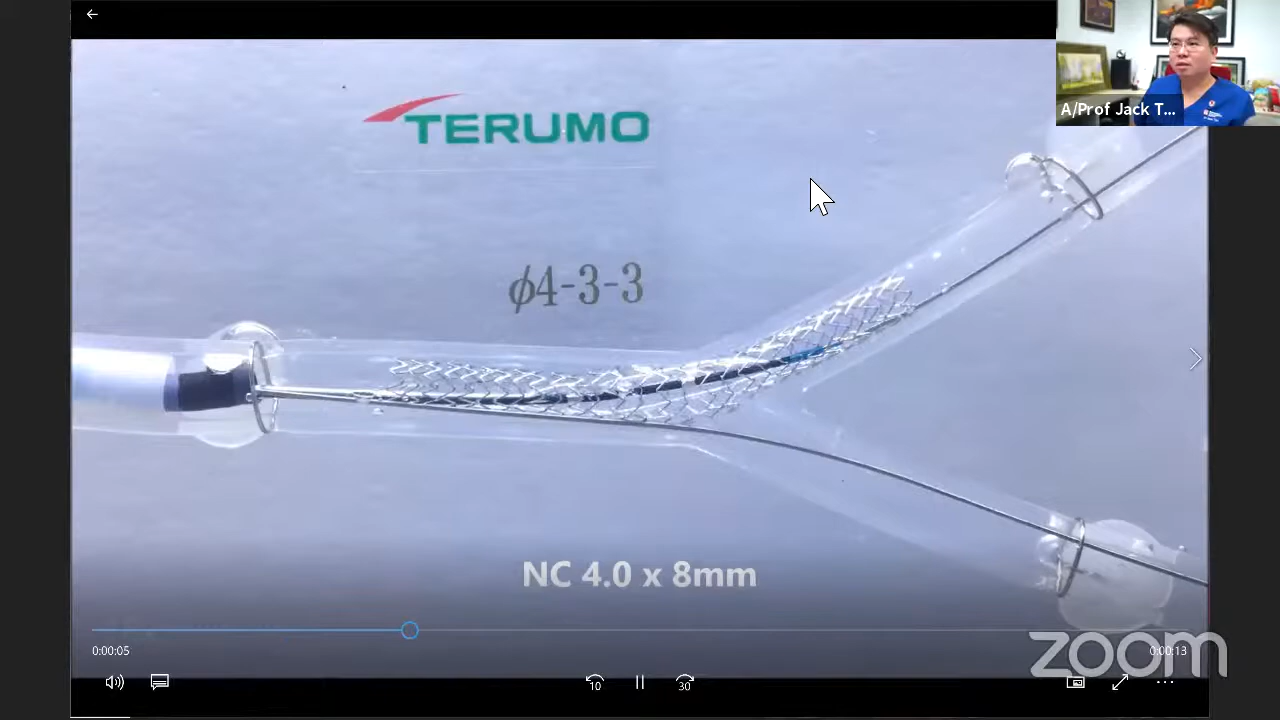 A/Prof Jack T...
TERUMO
ϕ4-3-3
NC 4.0 x 8mm
0:00:05
0:00:13
zoom
10
30